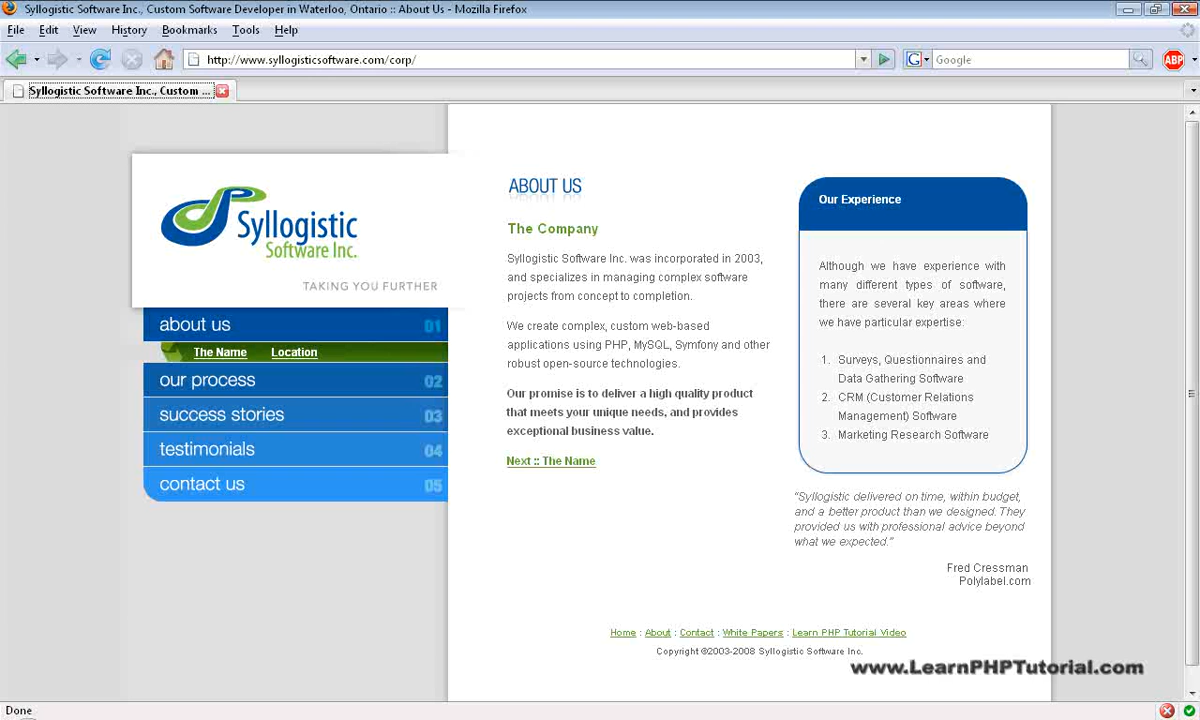 Syllogistic Software Inc., Custom Software Developer in Waterloo, Ontario :: About Us - Mozilla Firefox
File Edit View History Bookmarks Tools Help
http://www.syllogisticsoftware.com/corp/
G Google
ABP
Syllogistic Software Inc., Custom ...
Syllogistic
Software Inc.
TAKING YOU FURTHER
about us 01
The Name Location
our process 02
success stories 03
testimonials 04
contact us 05
ABOUT US
The Company
Syllogistic Software Inc. was incorporated in 2003,
and specializes in managing complex software
projects from concept to completion.
We create complex, custom web-based
applications using PHP, MySQL, Symfony and other
robust open-source technologies.
Our promise is to deliver a high quality product
that meets your unique needs, and provides
exceptional business value.
Next :: The Name
Our Experience
Although we have experience with
many different types of software,
there are several key areas where
we have particular expertise:
1. Surveys, Questionnaires and
Data Gathering Software
2. CRM (Customer Relations
Management) Software
3. Marketing Research Software
"Syllogistic delivered on time, within budget,
and a better product than we designed. They
provided us with professional advice beyond
what we expected."
Fred Cressman
Polylabel.com
Home : About : Contact : White Papers : Learn PHP Tutorial Video
Copyright ©2003-2008 Syllogistic Software Inc.
www.LearnPHPTutorial.com
Done